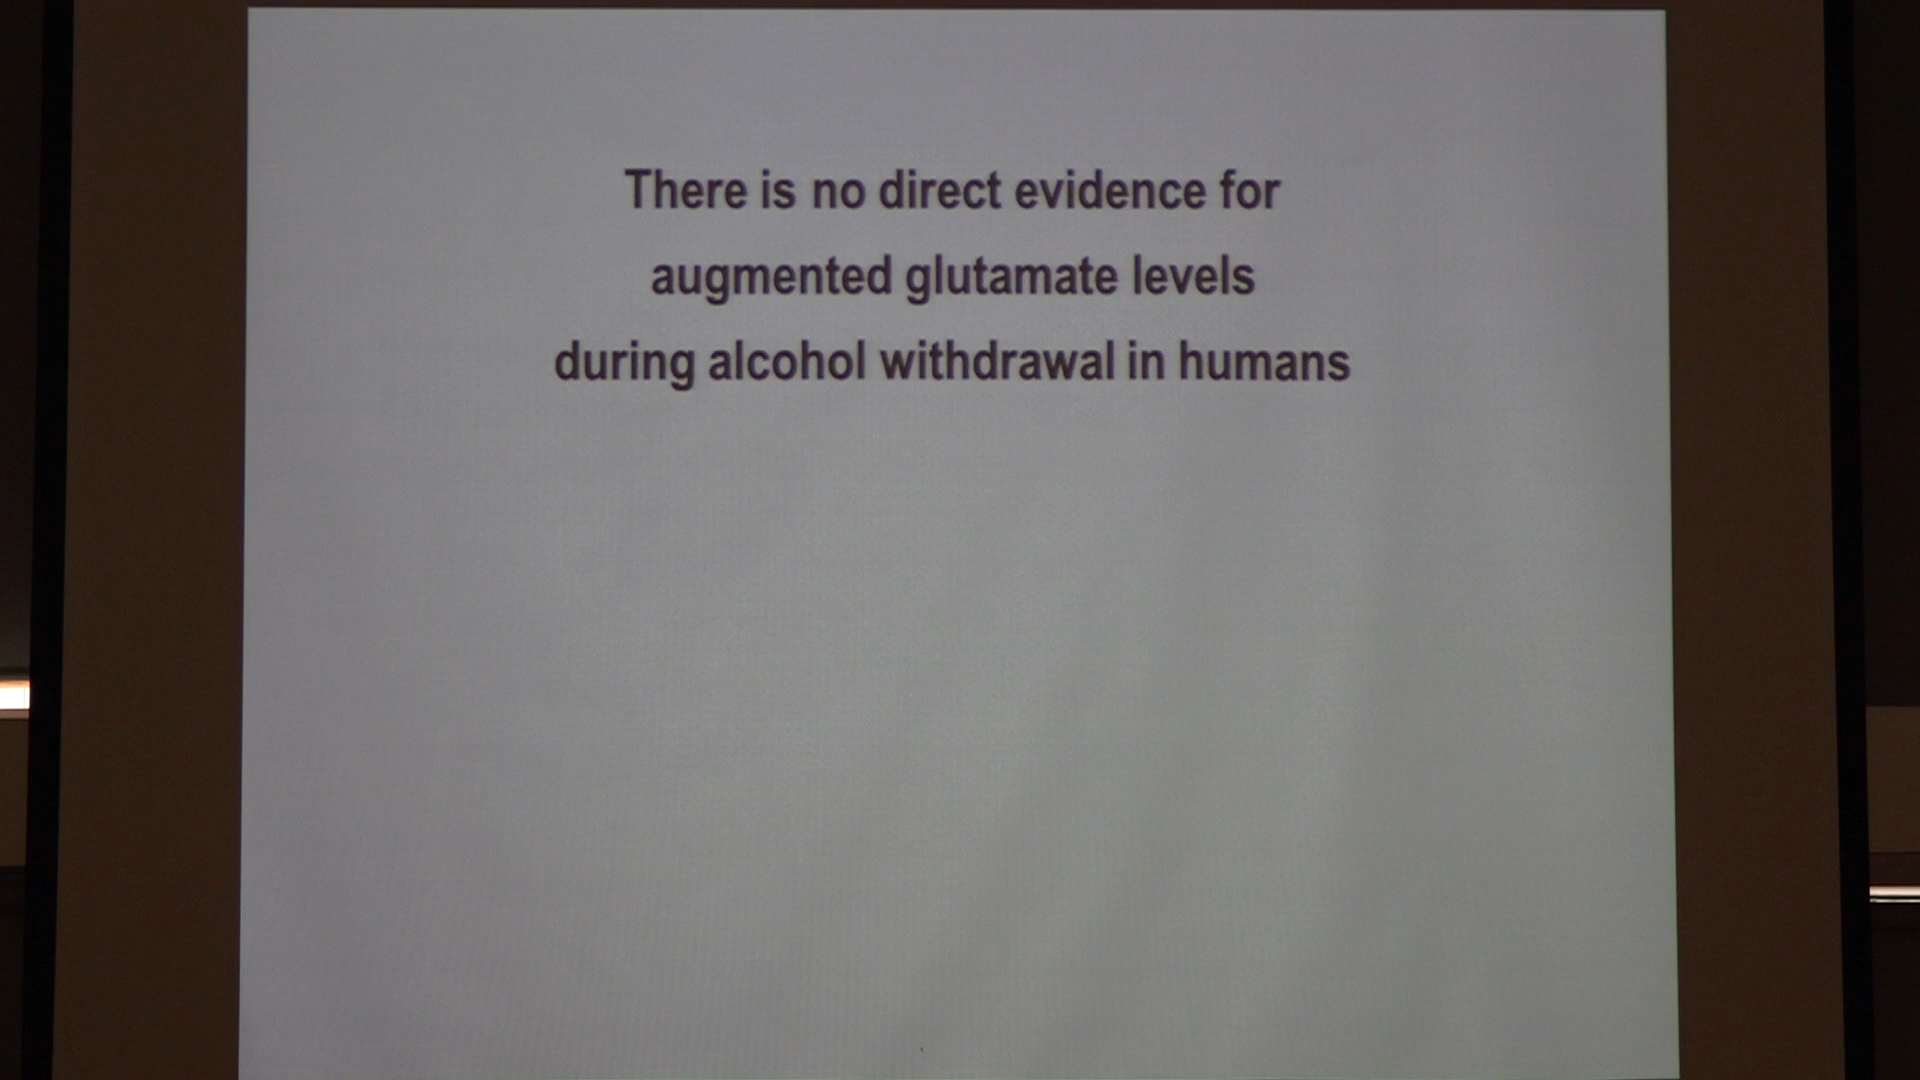 There is no direct evidence for
augmented glutamate levels
during alcohol withdrawal in humans